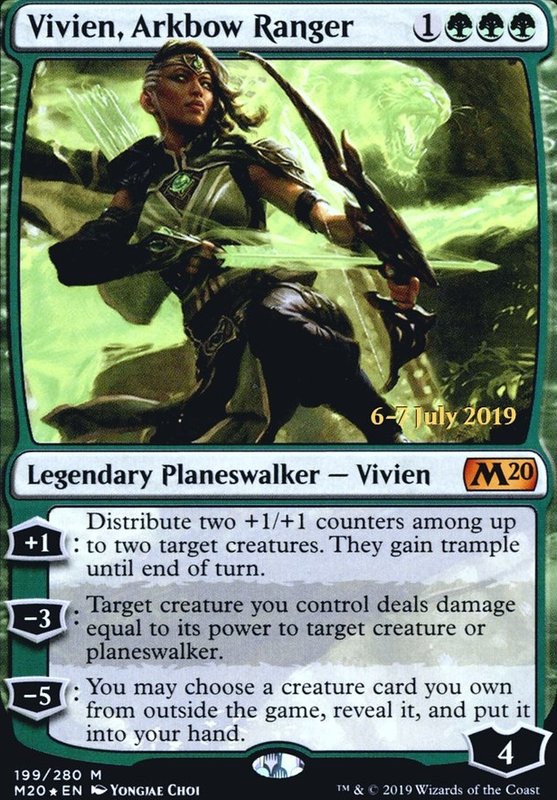 Vivien, Arkbow Ranger 1
6–7 July 2019
Legendary Planeswalker — Vivien M20
+1: Distribute two +1/+1 counters among up
to two target creatures. They gain trample
until end of turn.
−3: Target creature you control deals damage
equal to its power to target creature or
planeswalker.
−5: You may choose a creature card you own
from outside the game, reveal it, and put it
into your hand.
4
199/280 M
M20★EN Yongjae Choi
™ & © 2019 Wizards of the Coast